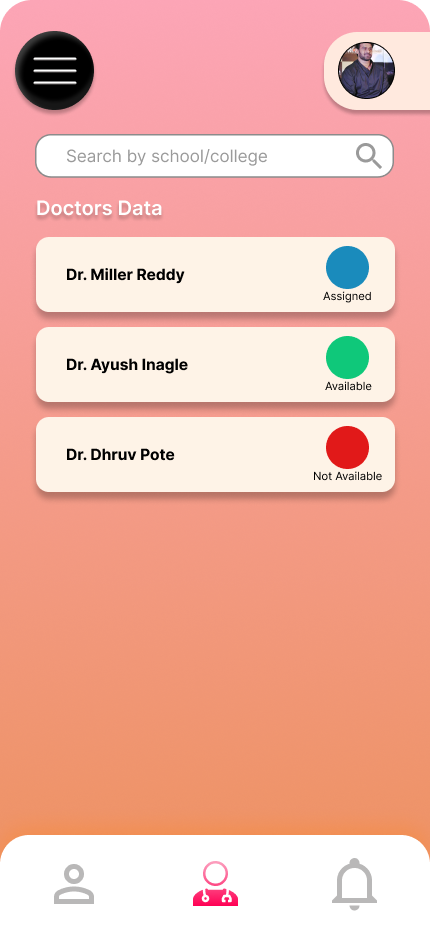 Search by school/college
Doctors Data
Dr. Miller Reddy
Assigned
Dr. Ayush Inagle
Available
Dr. Dhruv Pote
Not Available